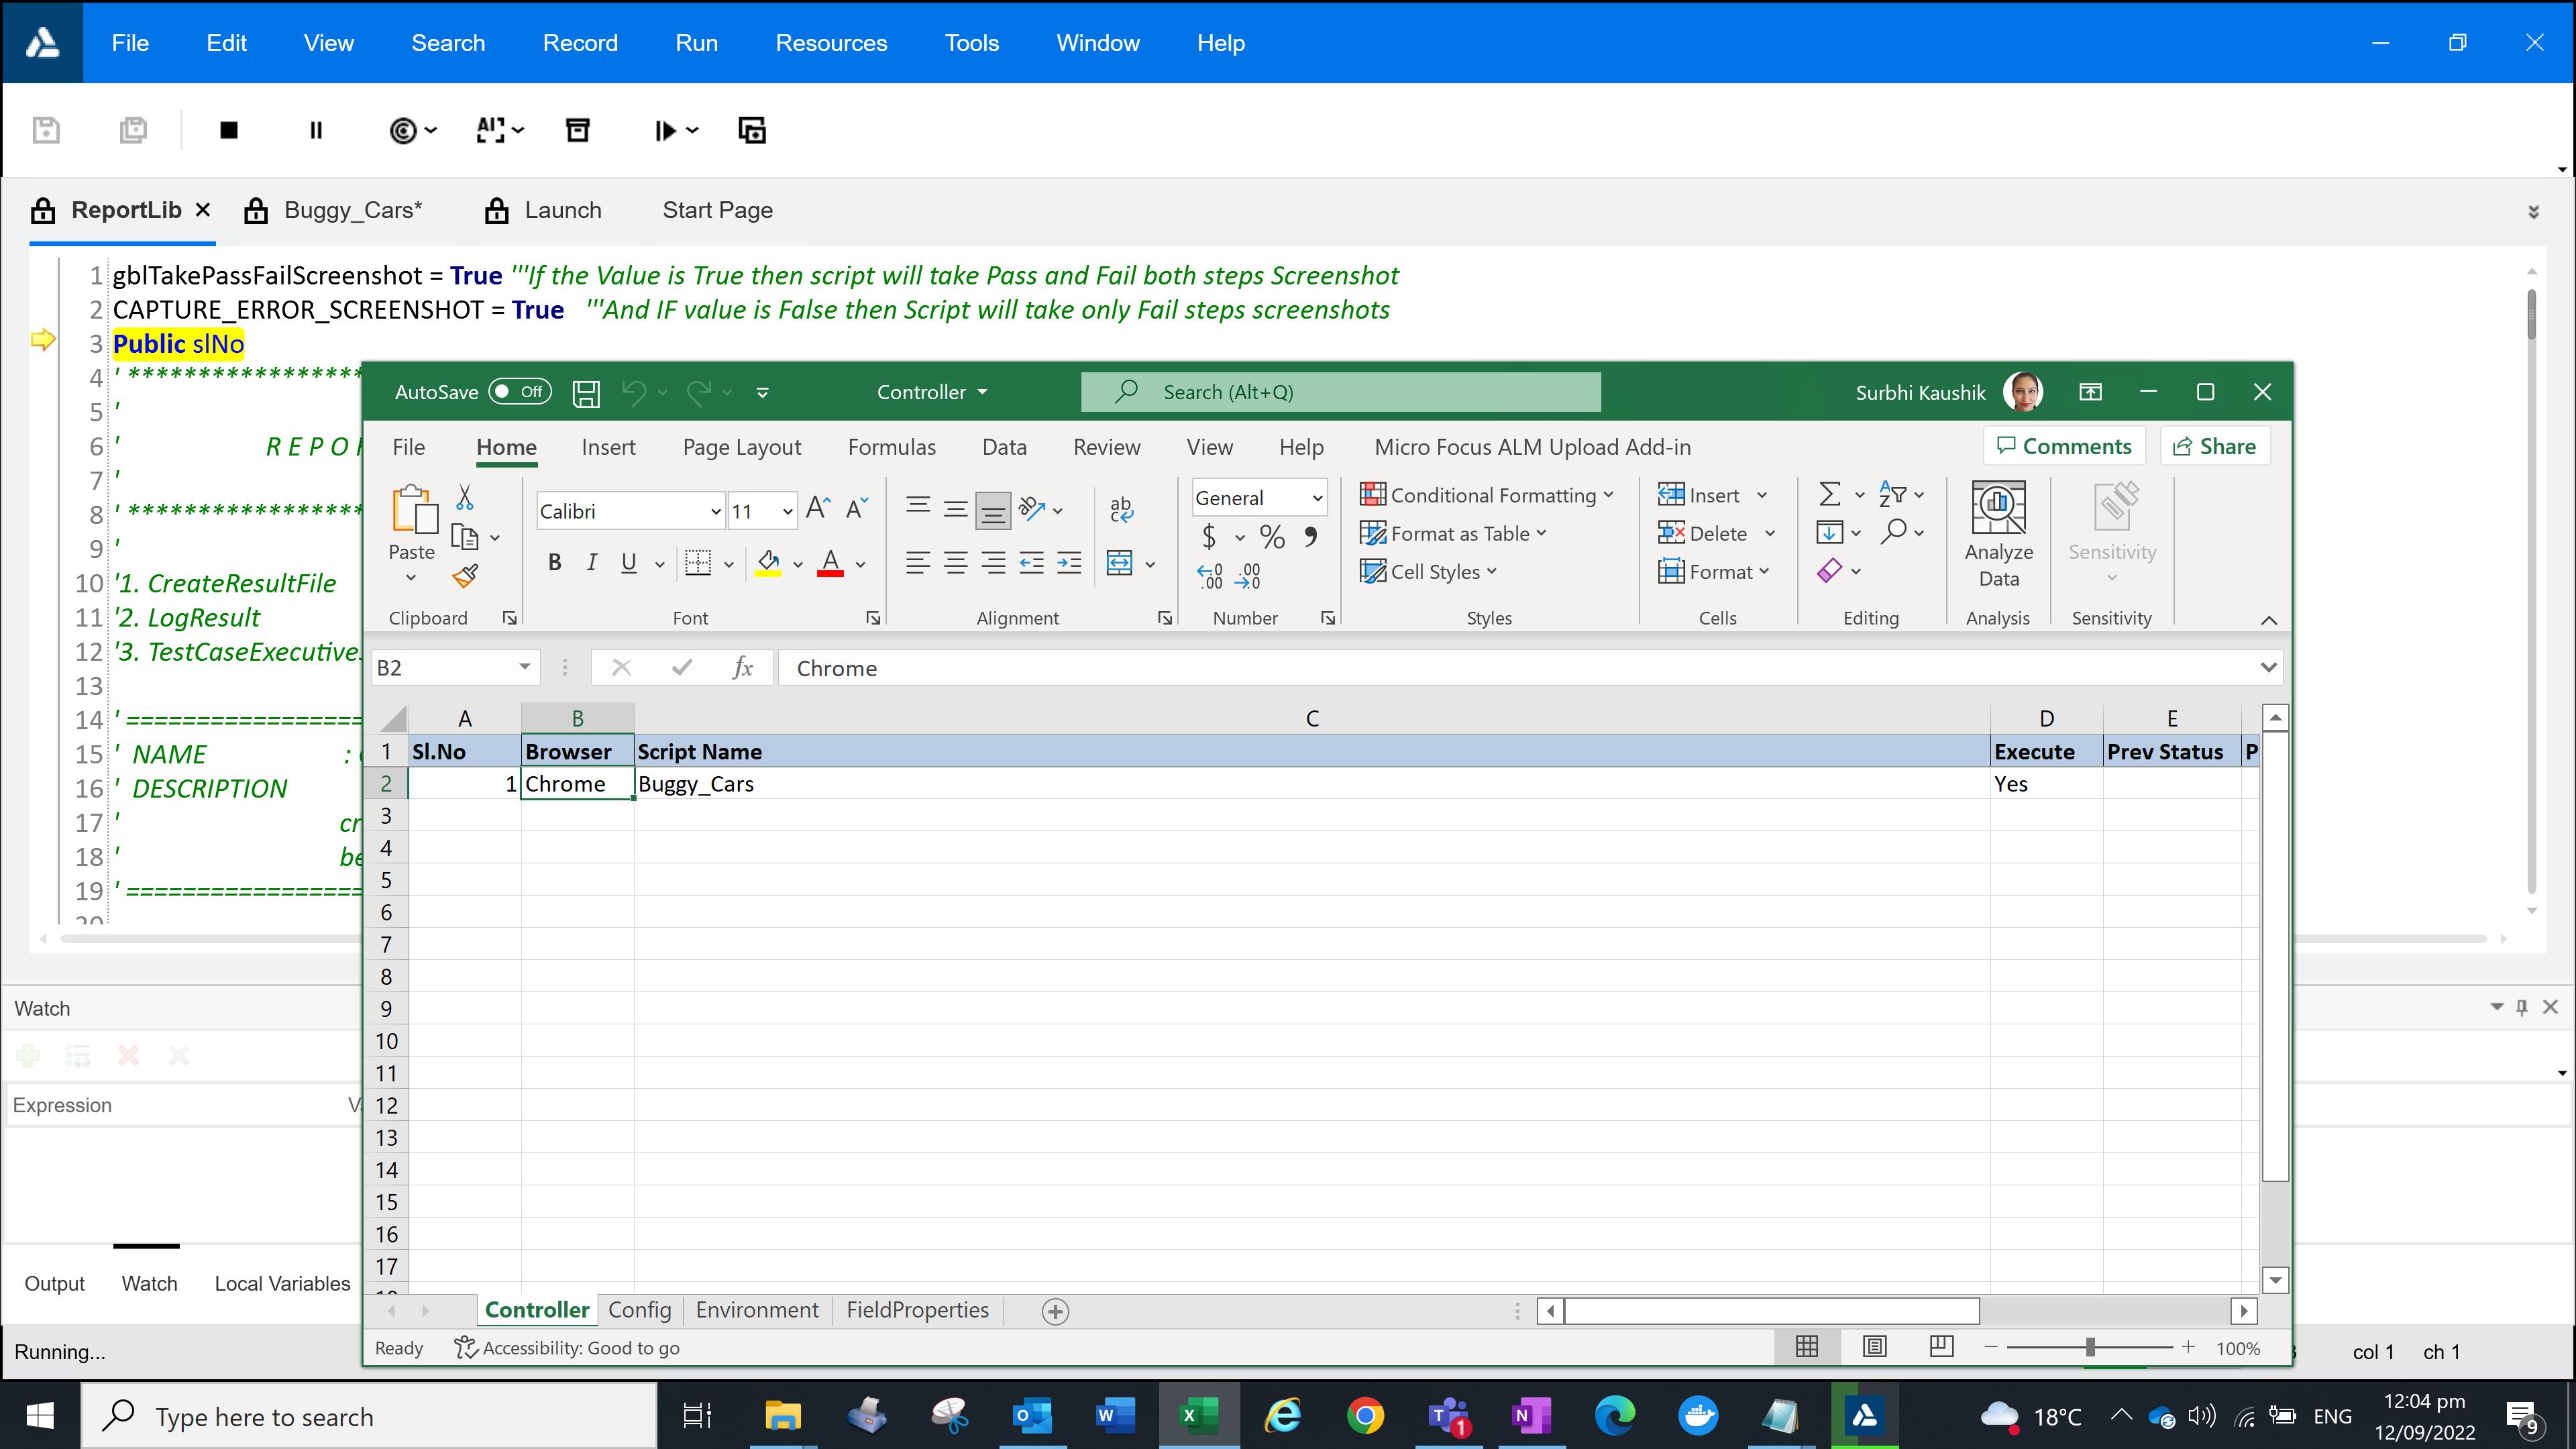 File Edit View Search Record Run Resources Tools Window Help
ReportLib Buggy_Cars* Launch Start Page
1 gblTakePassFailScreenshot = True '''If the Value is True then script will take Pass and Fail both steps Screenshot
2 CAPTURE_ERROR_SCREENSHOT = True '''And IF value is False then Script will take only Fail steps screenshots
3 Public slNo
4 ' *****************
5 '
6 ' R E P O
7 '
8 ' *****************
9 '
10 '1. CreateResultFile
11 '2. LogResult
12 '3. TestCaseExecutive
13
14 ' =================
15 ' NAME :
16 ' DESCRIPTION
17 ' cr
18 ' be
19 ' =================
20
AutoSave Off Controller Search (Alt+Q) Surbhi Kaushik
File Home Insert Page Layout Formulas Data Review View Help Micro Focus ALM Upload Add-in Comments Share
Paste
Clipboard
Calibri 11
B I U A
Font
ab
Alignment
General
$ % 9
Number
Conditional Formatting
Format as Table
Cell Styles
Styles
Insert
Delete
Format
Cells
Editing
Analyze
Data
Analysis
Sensitivity
Sensitivity
B2 fx Chrome
A B C D E
1 Sl.No Browser Script Name Execute Prev Status P
2 1 Chrome Buggy_Cars Yes
3
4
5
6
7
8
9
10
11
12
13
14
15
16
17
Controller Config Environment FieldProperties
Ready Accessibility: Good to go 100%
Watch
Expression
Output Watch Local Variables
Running... col 1 ch 1
Type here to search
18°C ENG
12:04 pm
12/09/2022
1
9